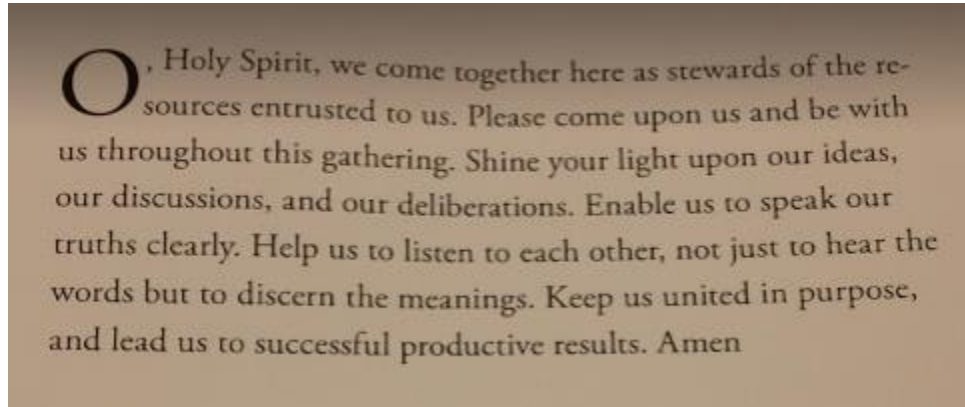 O, Holy Spirit, we come together here as stewards of the re-
sources entrusted to us. Please come upon us and be with
us throughout this gathering. Shine your light upon our ideas,
our discussions, and our deliberations. Enable us to speak our
truths clearly. Help us to listen to each other, not just to hear the
words but to discern the meanings. Keep us united in purpose,
and lead us to successful productive results. Amen